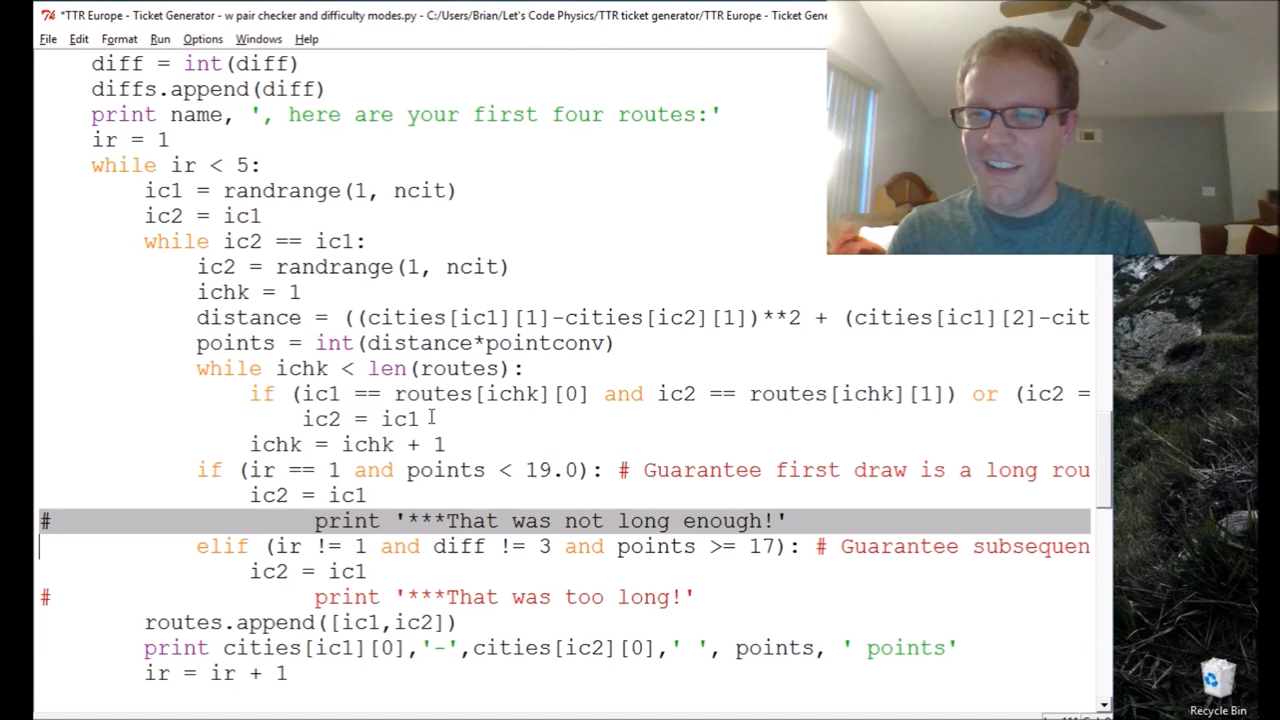 *TTR Europe - Ticket Generator - w pair checker and difficulty modes.py - C:/Users/Brian/Let's Code Physics/TTR ticket generator/TTR Europe - Ticket Gene
File Edit Format Run Options Windows Help
diff = int(diff)
diffs.append(diff)
print name, ', here are your first four routes:'
ir = 1
while ir < 5:
ic1 = randrange(1, ncit)
ic2 = ic1
while ic2 == ic1:
ic2 = randrange(1, ncit)
ichk = 1
distance = ((cities[ic1][1]-cities[ic2][1])**2 + (cities[ic1][2]-cit
points = int(distance*pointconv)
while ichk < len(routes):
if (ic1 == routes[ichk][0] and ic2 == routes[ichk][1]) or (ic2 =
ic2 = ic1
ichk = ichk + 1
if (ir == 1 and points < 19.0): # Guarantee first draw is a long rou
ic2 = ic1
# print '***That was not long enough!'
elif (ir != 1 and diff != 3 and points >= 17): # Guarantee subsequen
ic2 = ic1
# print '***That was too long!'
routes.append([ic1,ic2])
print cities[ic1][0],'-',cities[ic2][0],' ', points, ' points'
ir = ir + 1
Recycle Bin